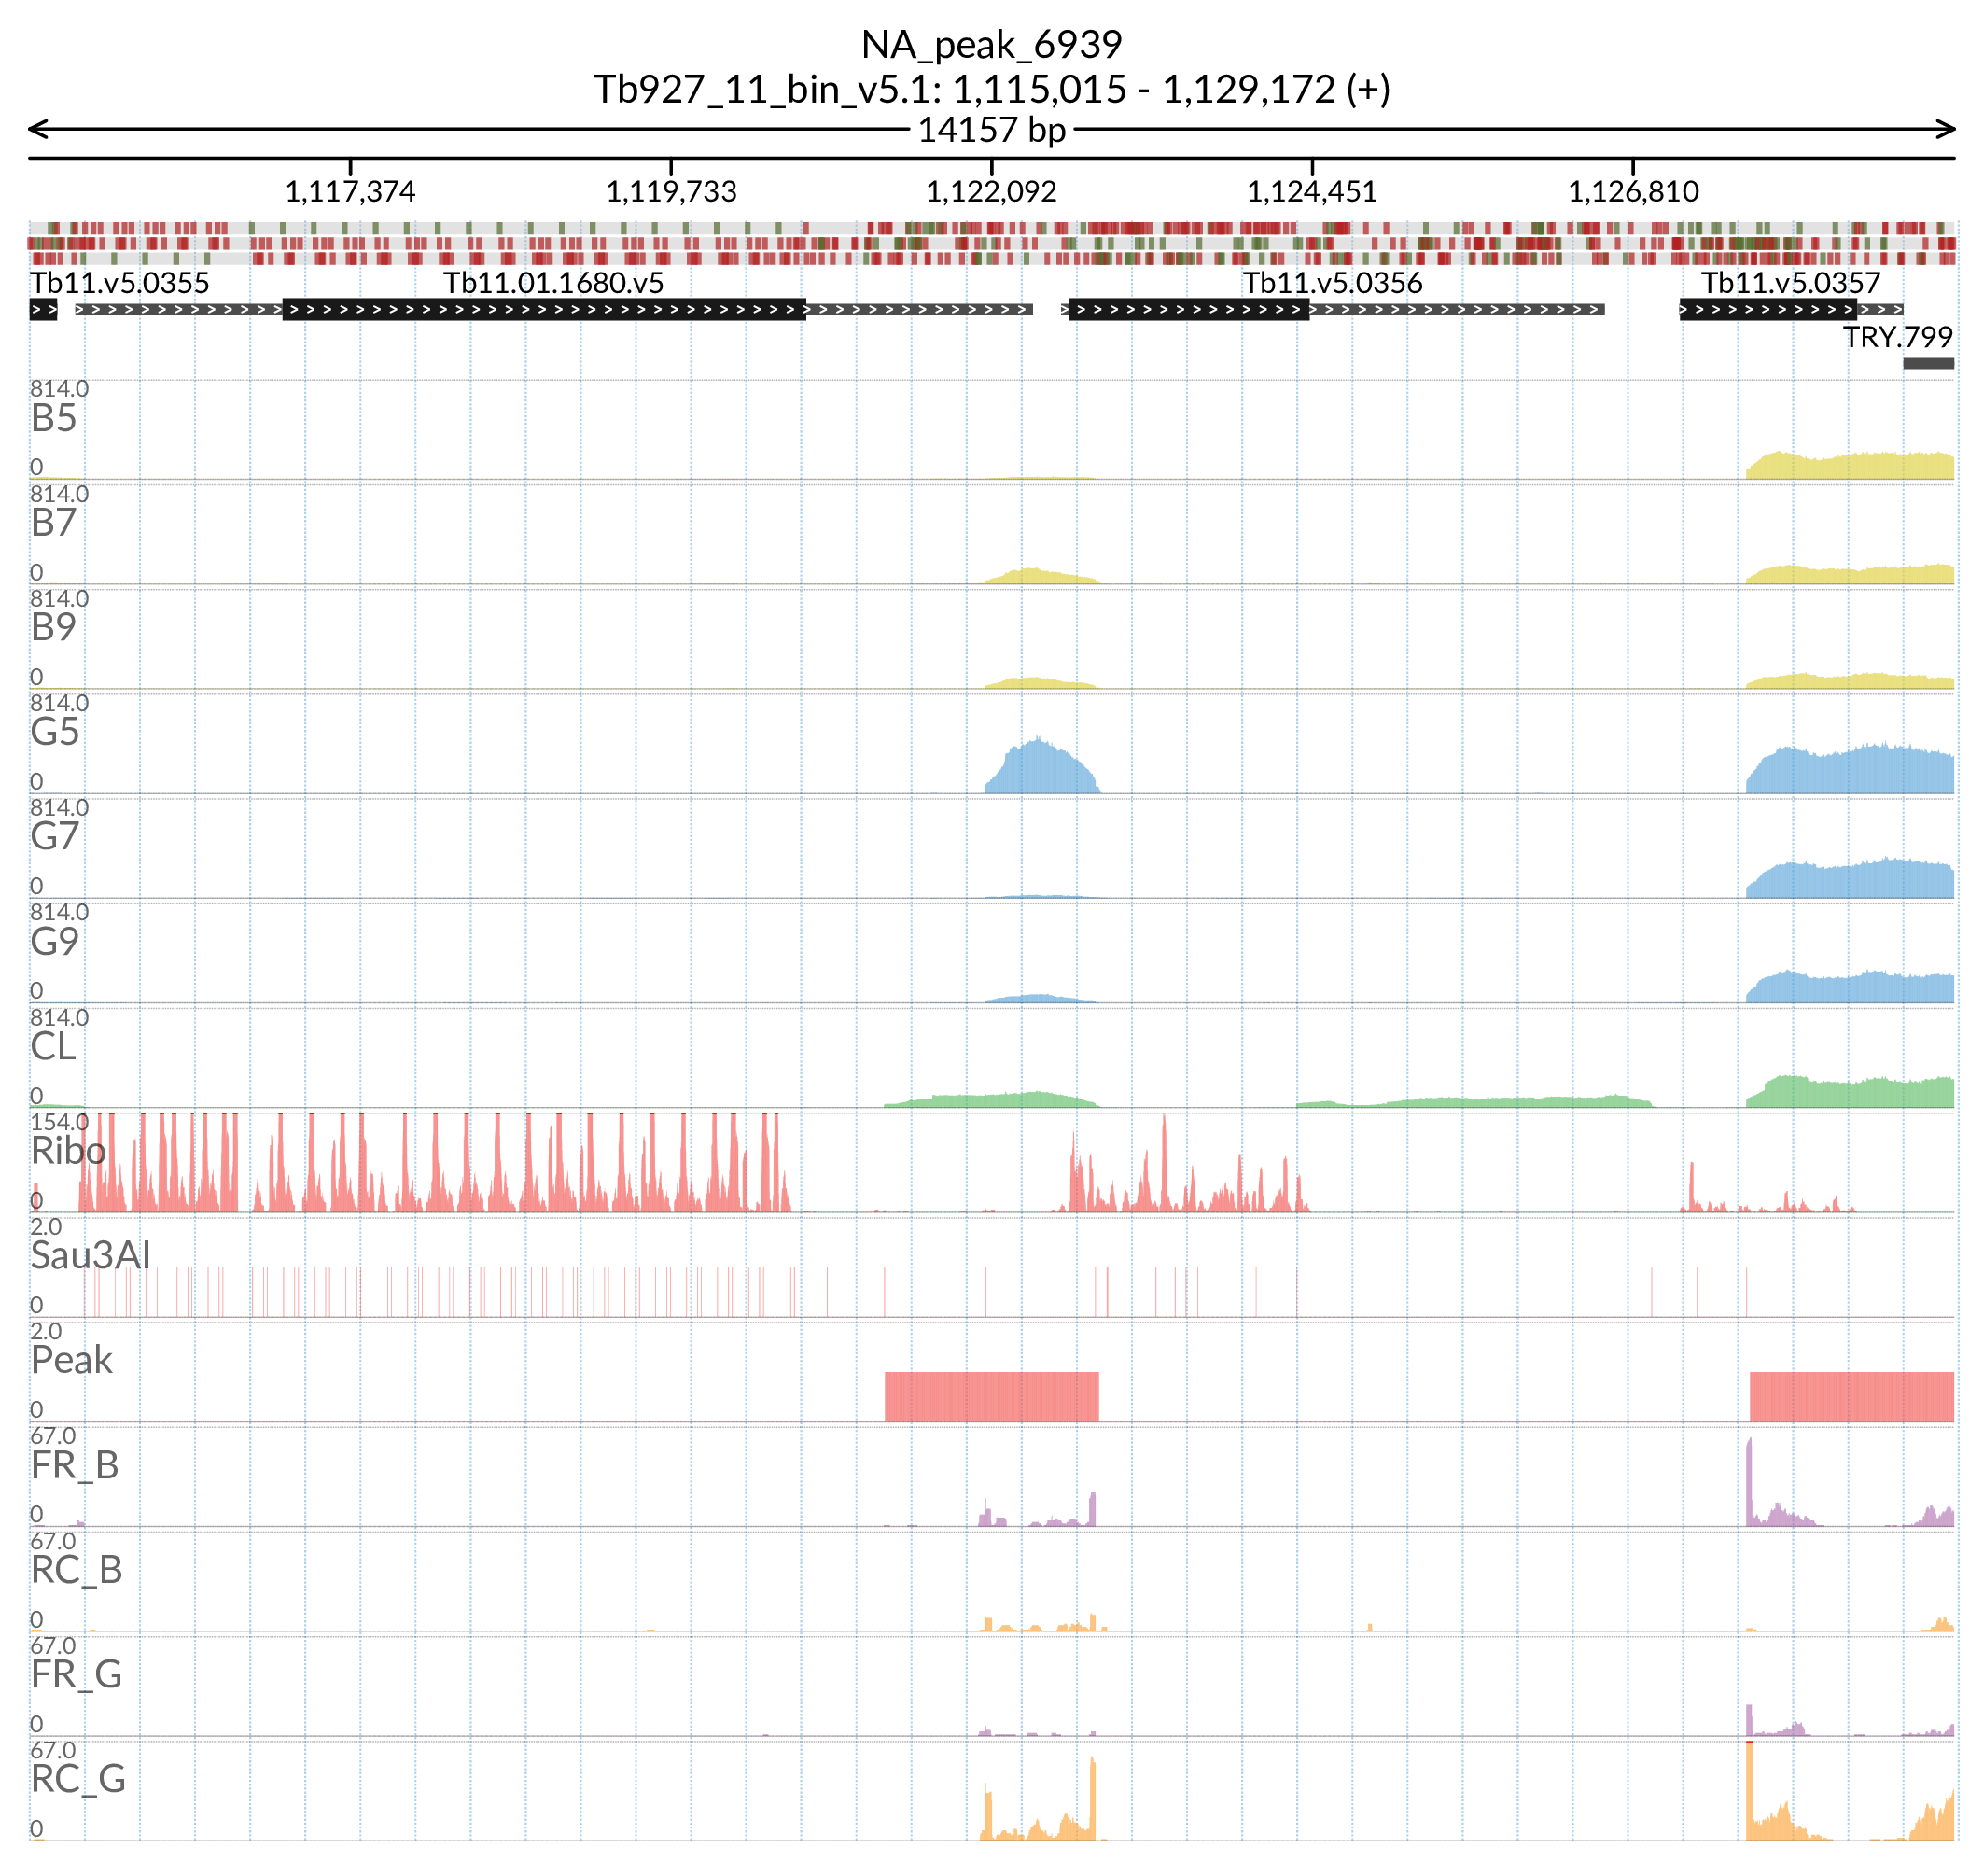 NA_peak_6939
Tb927_11_bin_v5.1: 1,115,015 - 1,129,172 (+)
14157 bp
1,117,374 1,119,733 1,122,092 1,124,451 1,126,810
Tb11.v5.0355 Tb11.01.1680.v5 Tb11.v5.0356 Tb11.v5.0357
TRY.799
814.0
B5
0
814.0
B7
0
814.0
B9
0
814.0
G5
0
814.0
G7
0
814.0
G9
0
814.0
CL
0
154.0
Ribo
0
2.0
Sau3AI
0
2.0
Peak
0
67.0
FR_B
0
67.0
RC_B
0
67.0
FR_G
0
67.0
RC_G
0